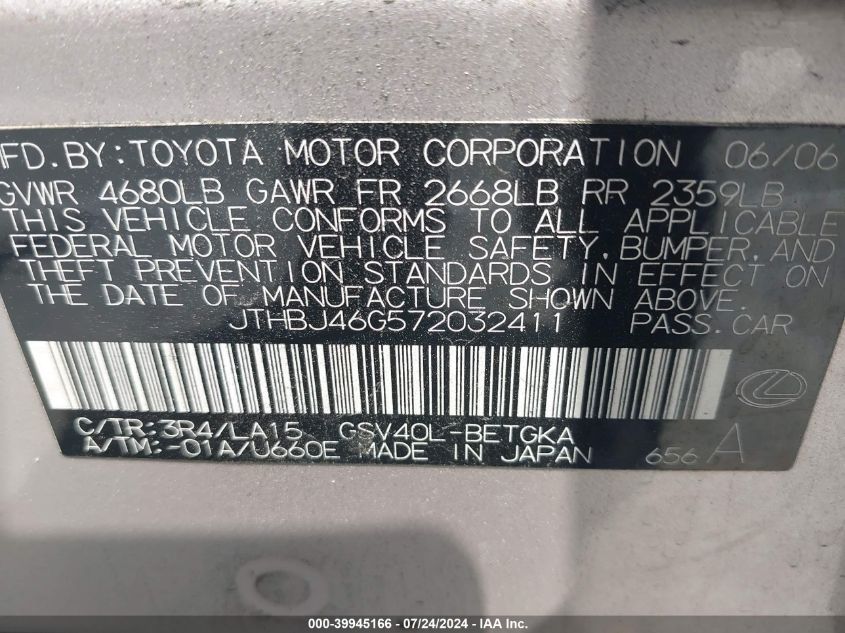 MFD. BY: TOYOTA MOTOR CORPORATION 06/06
GVWR 4680LB GAWR FR 2668LB RR 2359LB
THIS VEHICLE CONFORMS TO ALL APPLICABLE
FEDERAL MOTOR VEHICLE SAFETY, BUMPER, AND
THEFT PREVENTION STANDARDS IN EFFECT ON
THE DATE OF MANUFACTURE SHOWN ABOVE.
JTHBJ46G572032411 PASS. CAR
C/TR: 3R4/LA15 GSV40L-BETGKA
A/TM: -01A/U660E MADE IN JAPAN 656 A
000-39945166 - 07/24/2024 - IAA Inc.